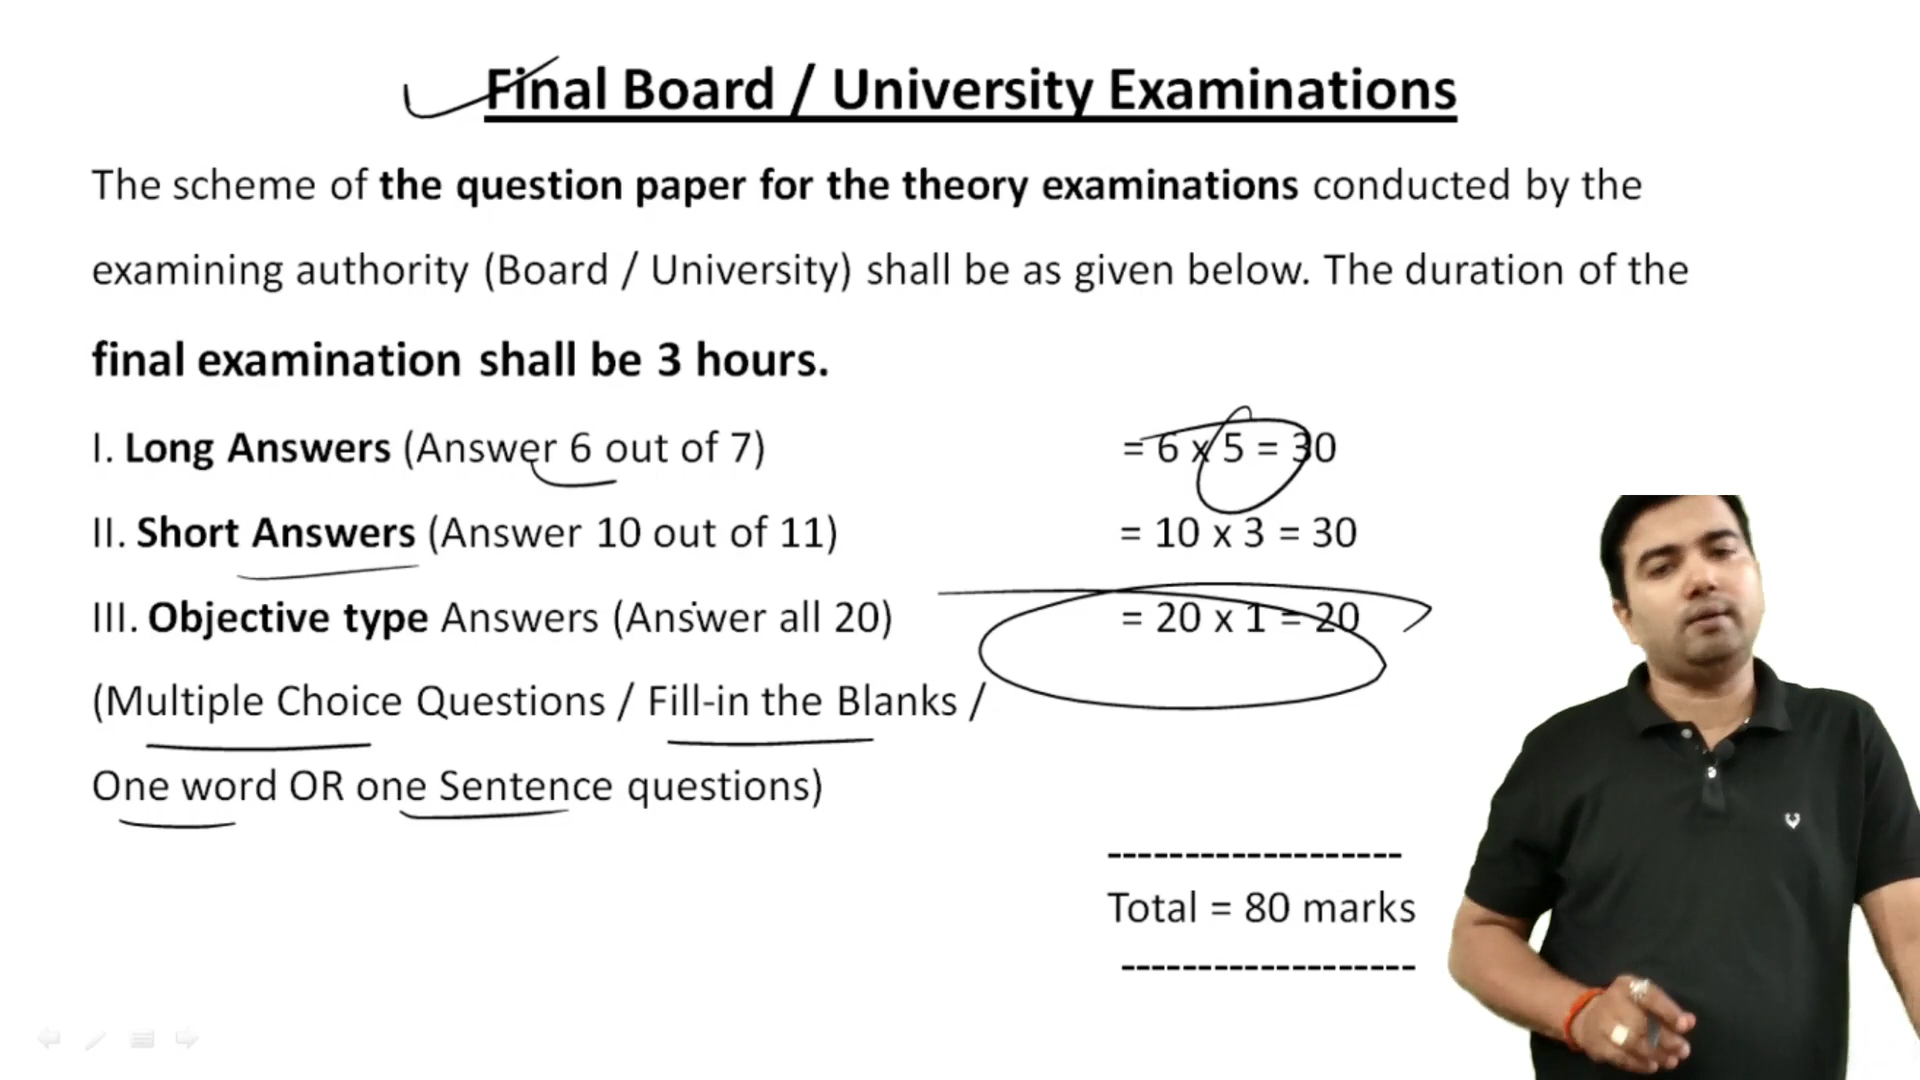 Final Board / University Examinations
The scheme of the question paper for the theory examinations conducted by the
examining authority (Board / University) shall be as given below. The duration of the
final examination shall be 3 hours.
I. Long Answers (Answer 6 out of 7) = 6 x 5 = 30
II. Short Answers (Answer 10 out of 11) = 10 x 3 = 30
III. Objective type Answers (Answer all 20) = 20 x 1 = 20
(Multiple Choice Questions / Fill-in the Blanks /
One word OR one Sentence questions)
-------------------
Total = 80 marks
-------------------